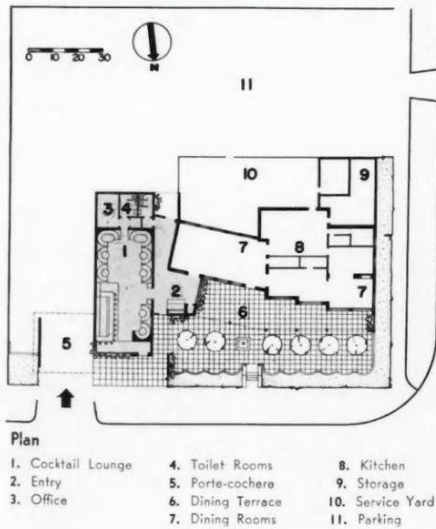 0 10 20 30
N
11
10
9
3 4
8
7
1
2
7
6
5
Plan
1. Cocktail Lounge
2. Entry
3. Office
4. Toilet Rooms
5. Porte-cochere
6. Dining Terrace
7. Dining Rooms
8. Kitchen
9. Storage
10. Service Yard
11. Parking